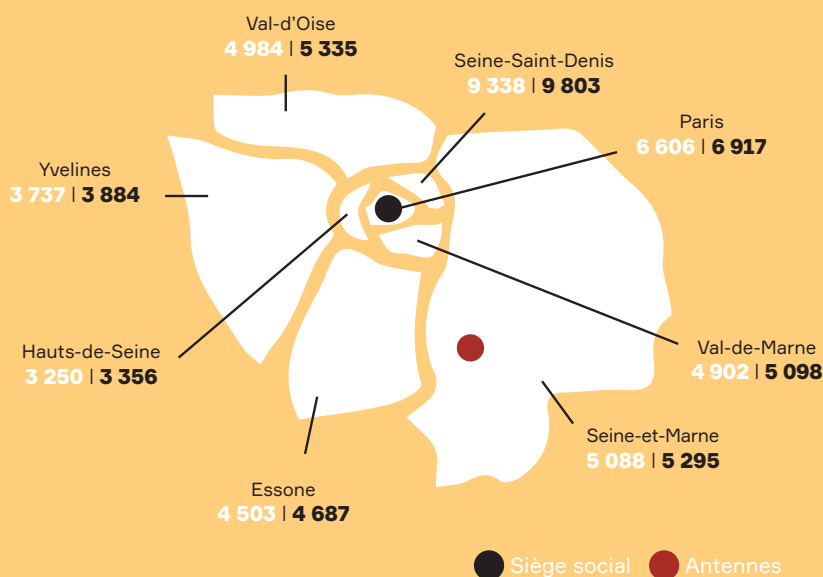 Val-d'Oise
4 984 | 5 335
Seine-Saint-Denis
9 338 | 9 803
Paris
6 606 | 6 917
Yvelines
3 737 | 3 884
Hauts-de-Seine
3 250 | 3 356
Val-de-Marne
4 902 | 5 098
Seine-et-Marne
5 088 | 5 295
Essone
4 503 | 4 687
Siège social Antennes